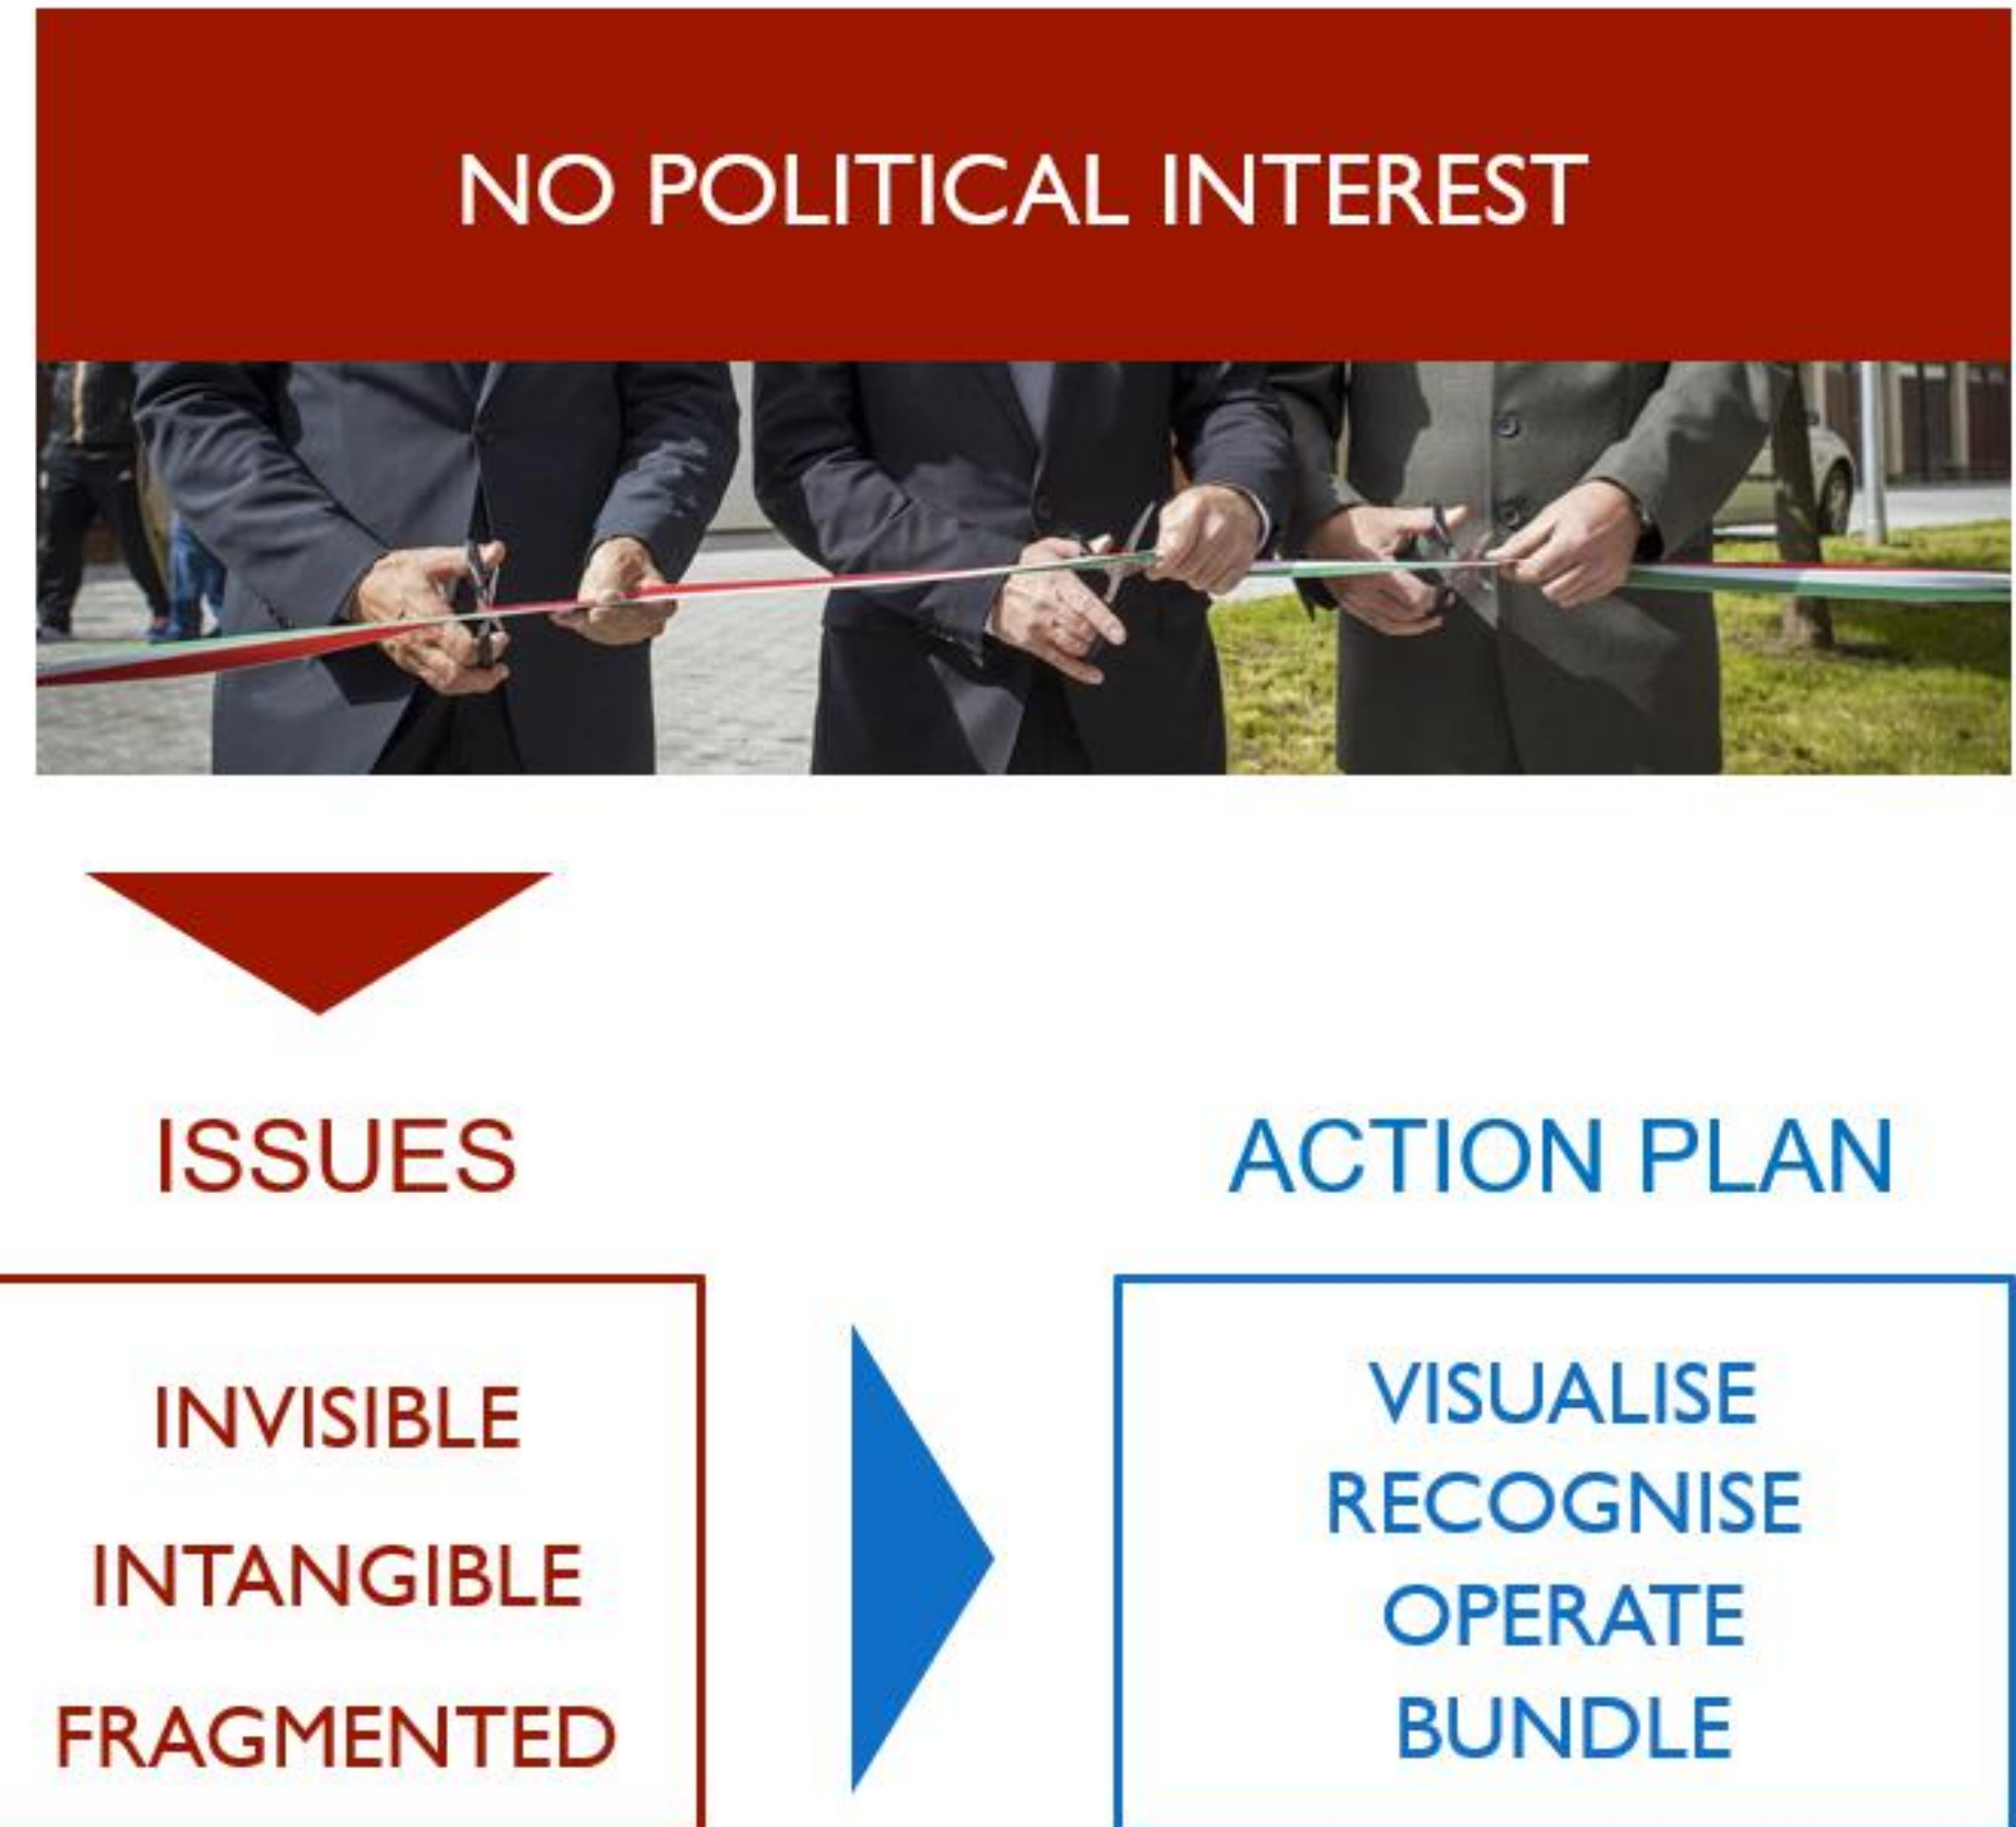 NO POLITICAL INTEREST
ISSUES
INVISIBLE
INTANGIBLE
FRAGMENTED
ACTION PLAN
VISUALISE
RECOGNISE
OPERATE
BUNDLE